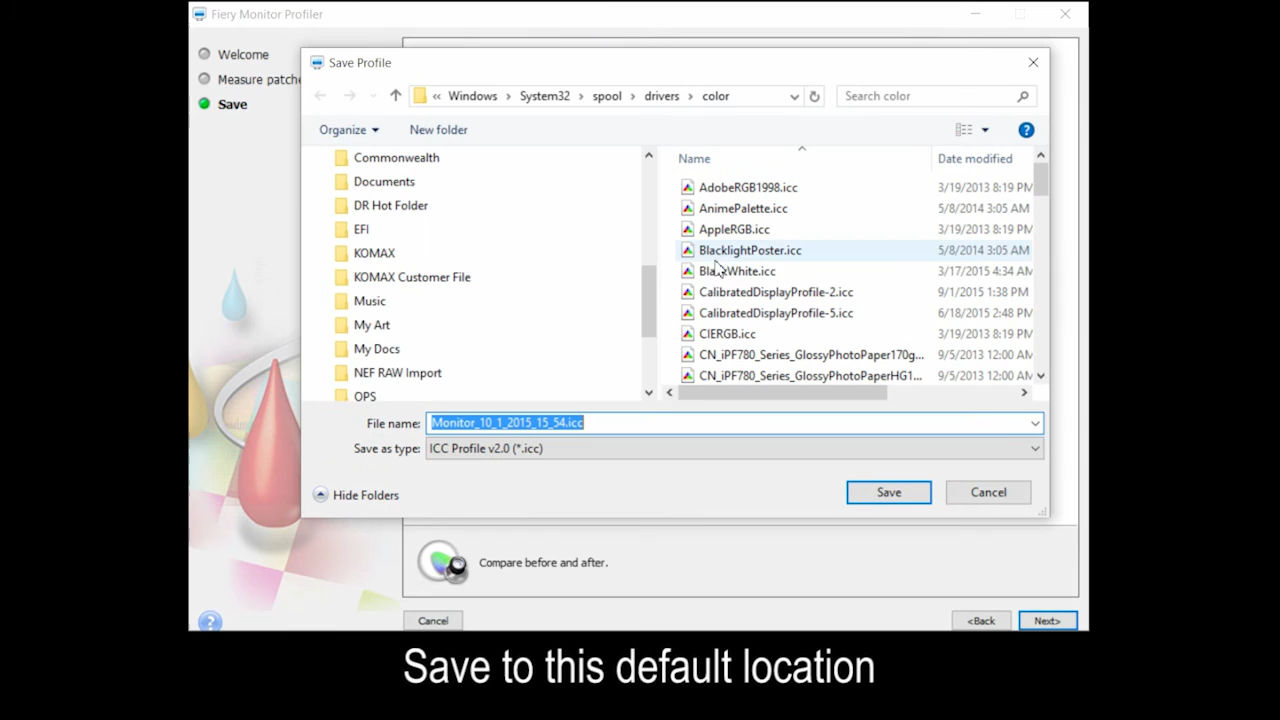 Fiery Monitor Profiler
Welcome
Measure patche
Save
Save Profile
« Windows › System32 › spool › drivers › color
Search color
Organize
New folder
Commonwealth
Documents
DR Hot Folder
EFI
KOMAX
KOMAX Customer File
Music
My Art
My Docs
NEF RAW Import
OPS
Name Date modified
AdobeRGB1998.icc 3/19/2013 8:19 PM
AnimePalette.icc 5/8/2014 3:05 AM
AppleRGB.icc 3/19/2013 8:19 PM
BlacklightPoster.icc 5/8/2014 3:05 AM
BlackWhite.icc 3/17/2015 4:34 AM
CalibratedDisplayProfile-2.icc 9/1/2015 1:38 PM
CalibratedDisplayProfile-5.icc 6/18/2015 2:48 PM
CIERGB.icc 3/19/2013 8:19 PM
CN_iPF780_Series_GlossyPhotoPaper170g... 9/5/2013 12:00 AM
CN_iPF780_Series_GlossyPhotoPaperHG1... 9/5/2013 12:00 AM
File name: Monitor_10_1_2015_15_54.icc
Save as type: ICC Profile v2.0 (*.icc)
Hide Folders
Save
Cancel
Compare before and after.
Cancel
<Back
Next>
Save to this default location